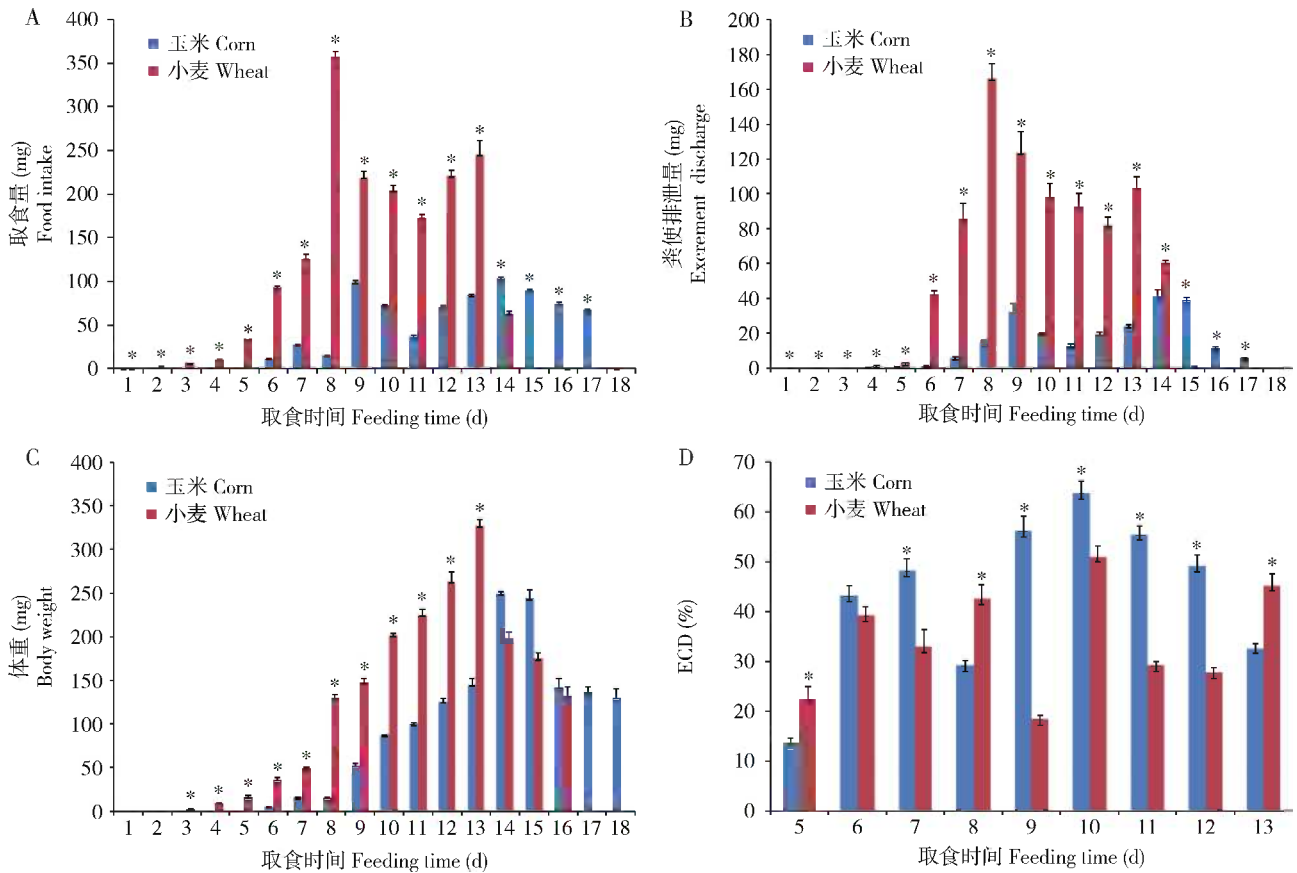 A
400
350
300
250
200
150
100
50
0
玉米 Corn
小麦 Wheat
取食量 (mg)
Food intake
* * * * * * * * * * * * * * * * *
1 2 3 4 5 6 7 8 9 10 11 12 13 14 15 16 17 18
取食时间 Feeding time (d)
B
200
180
160
140
120
100
80
60
40
20
0
玉米 Corn
小麦 Wheat
粪便排泄量 (mg)
Excrement discharge
* * * * * * * * * * * * * * * * *
1 2 3 4 5 6 7 8 9 10 11 12 13 14 15 16 17 18
取食时间 Feeding time (d)
C
400
350
300
250
200
150
100
50
0
玉米 Corn
小麦 Wheat
体重 (mg)
Body weight
* * * * * * * * * * *
1 2 3 4 5 6 7 8 9 10 11 12 13 14 15 16 17 18
取食时间 Feeding time (d)
D
70
60
50
40
30
20
10
0
玉米 Corn
小麦 Wheat
ECD (%)
* * * * * * * *
5 6 7 8 9 10 11 12 13
取食时间 Feeding time (d)